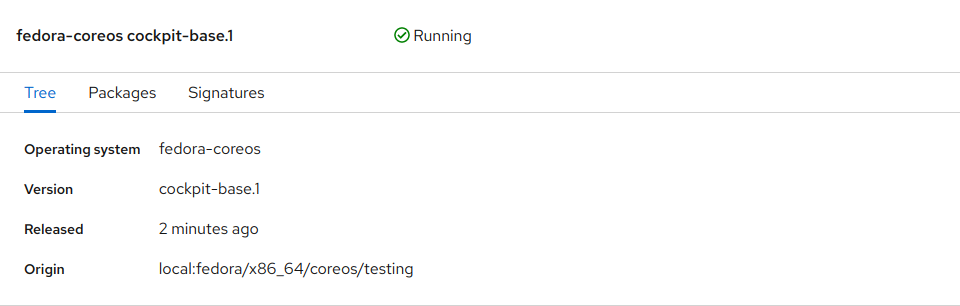 fedora-coreos cockpit-base.1 Running
Tree Packages Signatures
Operating system fedora-coreos
Version cockpit-base.1
Released 2 minutes ago
Origin local:fedora/x86_64/coreos/testing